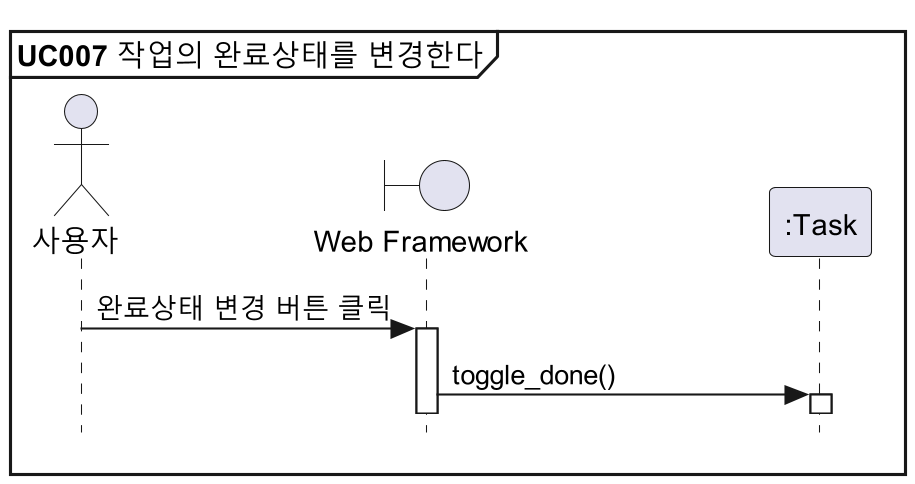 UC007 작업의 완료상태를 변경한다
사용자
Web Framework
:Task
완료상태 변경 버튼 클릭
toggle_done()